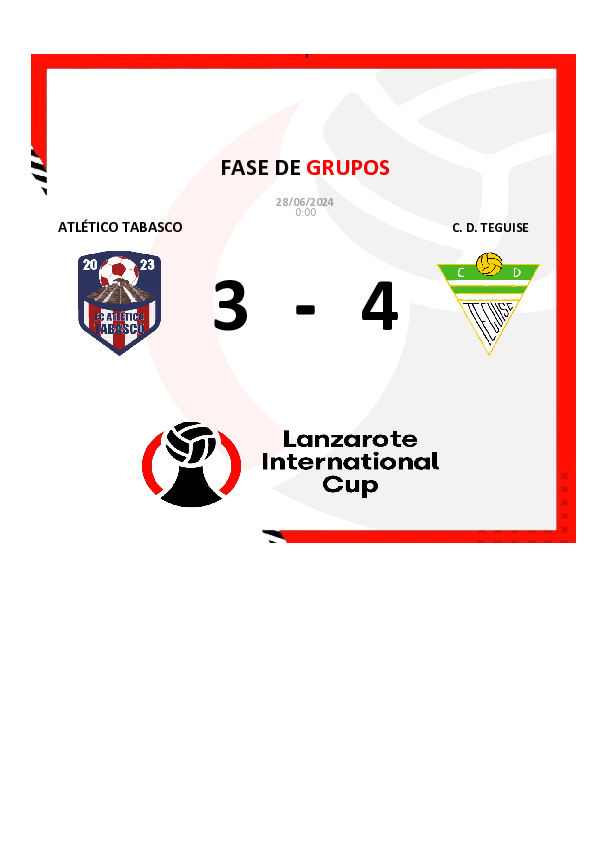 FASE DE GRUPOS
28/06/2024
0:00
ATLÉTICO TABASCO
C. D. TEGUISE
20 23
FC ATLÉTICO
TABASCO
3 - 4
C D
TEGUISE
Lanzarote
International
Cup